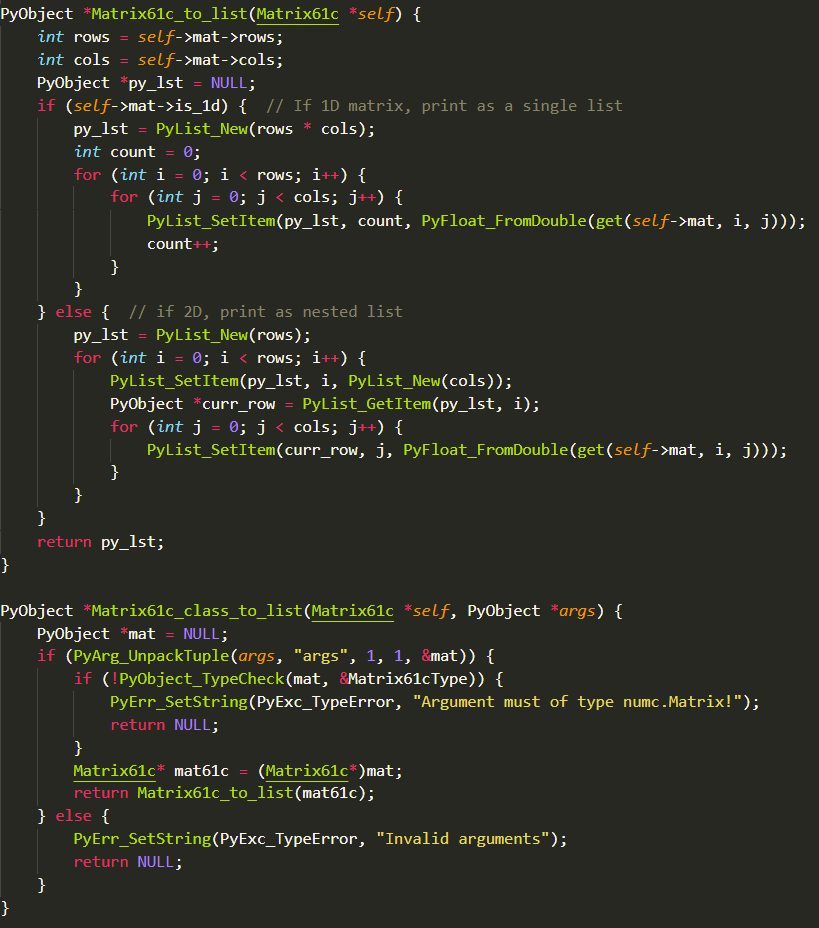 PyObject *Matrix61c_to_list(Matrix61c *self) {
    int rows = self->mat->rows;
    int cols = self->mat->cols;
    PyObject *py_lst = NULL;
    if (self->mat->is_1d) {  // If 1D matrix, print as a single list
        py_lst = PyList_New(rows * cols);
        int count = 0;
        for (int i = 0; i < rows; i++) {
            for (int j = 0; j < cols; j++) {
                PyList_SetItem(py_lst, count, PyFloat_FromDouble(get(self->mat, i, j)));
                count++;
            }
        }
    } else {  // if 2D, print as nested list
        py_lst = PyList_New(rows);
        for (int i = 0; i < rows; i++) {
            PyList_SetItem(py_lst, i, PyList_New(cols));
            PyObject *curr_row = PyList_GetItem(py_lst, i);
            for (int j = 0; j < cols; j++) {
                PyList_SetItem(curr_row, j, PyFloat_FromDouble(get(self->mat, i, j)));
            }
        }
    }
    return py_lst;
}

PyObject *Matrix61c_class_to_list(Matrix61c *self, PyObject *args) {
    PyObject *mat = NULL;
    if (PyArg_UnpackTuple(args, "args", 1, 1, &mat)) {
        if (!PyObject_TypeCheck(mat, &Matrix61cType)) {
            PyErr_SetString(PyExc_TypeError, "Argument must of type numc.Matrix!");
            return NULL;
        }
        Matrix61c* mat61c = (Matrix61c*)mat;
        return Matrix61c_to_list(mat61c);
    } else {
        PyErr_SetString(PyExc_TypeError, "Invalid arguments");
        return NULL;
    }
}